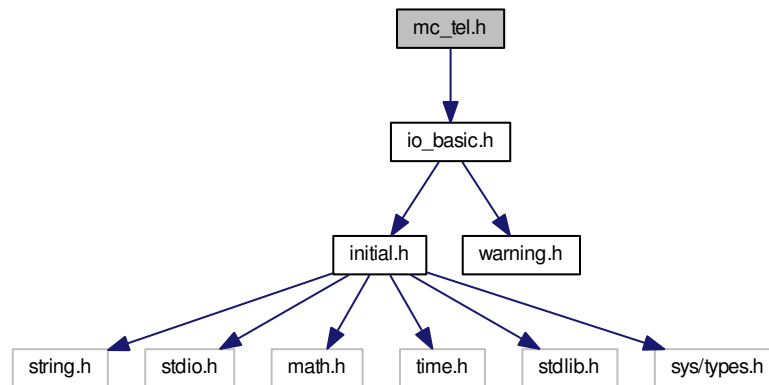 mc_tel.h
io_basic.h
initial.h
warning.h
string.h
stdio.h
math.h
time.h
stdlib.h
sys/types.h